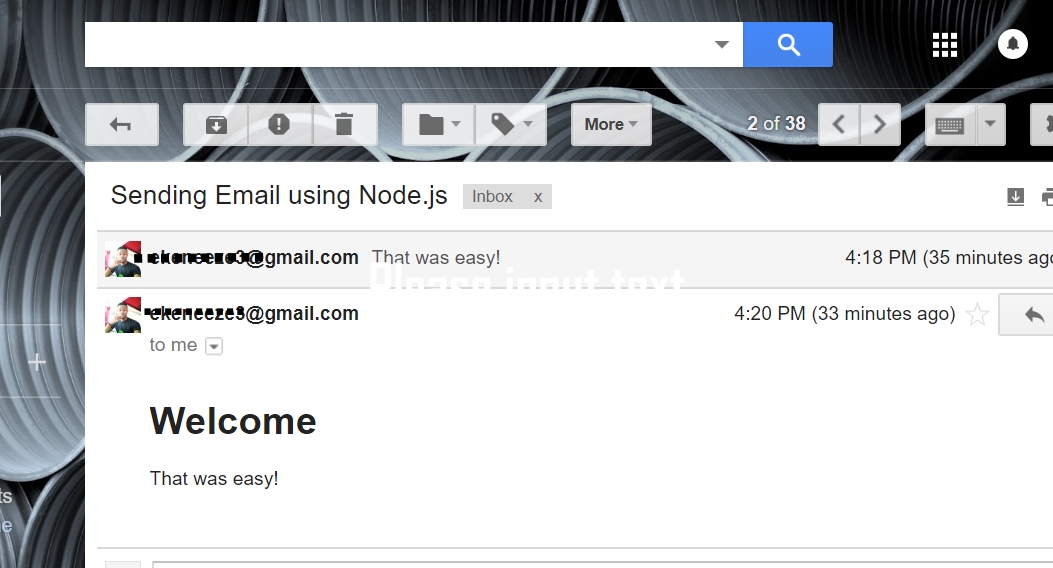 More
2 of 38
Sending Email using Node.js
Inbox x
@gmail.com That was easy! 4:18 PM (35 minutes ago
Please input text
@gmail.com 4:20 PM (33 minutes ago)
to me
Welcome
That was easy!
ts
e